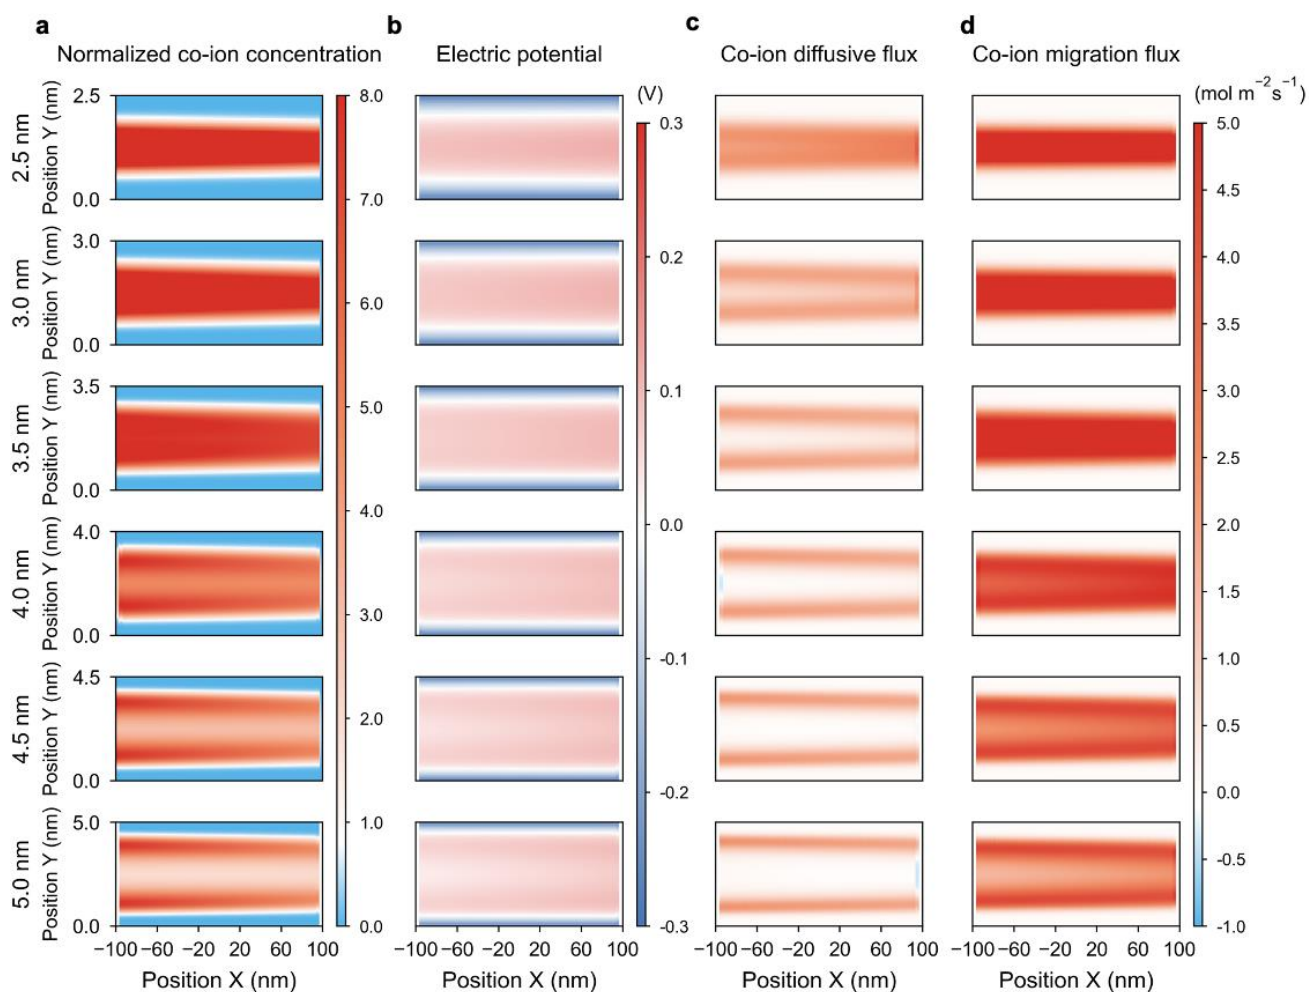 a b c d
Normalized co-ion concentration Electric potential Co-ion diffusive flux Co-ion migration flux
(V) (mol m−2s−1)
2.5 nm
Position Y (nm)
2.5
0.0
3.0 nm
Position Y (nm)
3.0
0.0
3.5 nm
Position Y (nm)
3.5
0.0
4.0 nm
Position Y (nm)
4.0
0.0
4.5 nm
Position Y (nm)
4.5
0.0
5.0 nm
Position Y (nm)
5.0
0.0
8.0
7.0
6.0
5.0
4.0
3.0
2.0
1.0
0.0
0.3
0.2
0.1
0.0
-0.1
-0.2
-0.3
5.0
4.5
4.0
3.5
3.0
2.5
2.0
1.5
1.0
0.5
0.0
-0.5
-1.0
−100 −60 −20 20 60 100 −100 −60 −20 20 60 100 −100 −60 −20 20 60 100 −100 −60 −20 20 60 100
Position X (nm) Position X (nm) Position X (nm) Position X (nm)